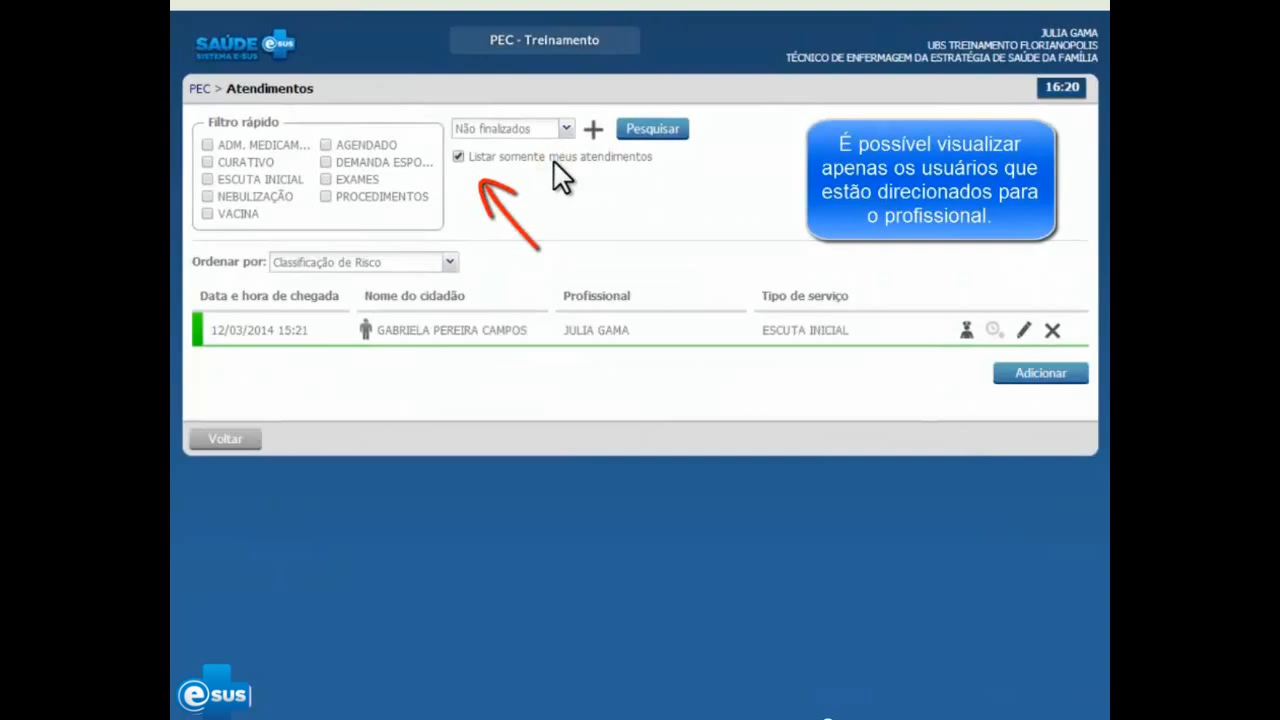 SAÚDE e SUS
SISTEMA E-SUS
PEC - Treinamento
JULIA GAMA
UBS TREINAMENTO FLORIANOPOLIS
TÉCNICO DE ENFERMAGEM DA ESTRATÉGIA DE SAÚDE DA FAMÍLIA
PEC > Atendimentos
16:20
Filtro rápido
ADM. MEDICAM... AGENDADO
CURATIVO DEMANDA ESPO...
ESCUTA INICIAL EXAMES
NEBULIZAÇÃO PROCEDIMENTOS
VACINA
Não finalizados
Pesquisar
Listar somente meus atendimentos
É possível visualizar
apenas os usuários que
estão direcionados para
o profissional.
Ordenar por: Classificação de Risco
Data e hora de chegada Nome do cidadão Profissional Tipo de serviço
12/03/2014 15:21 GABRIELA PEREIRA CAMPOS JULIA GAMA ESCUTA INICIAL
Adicionar
Voltar
e SUS